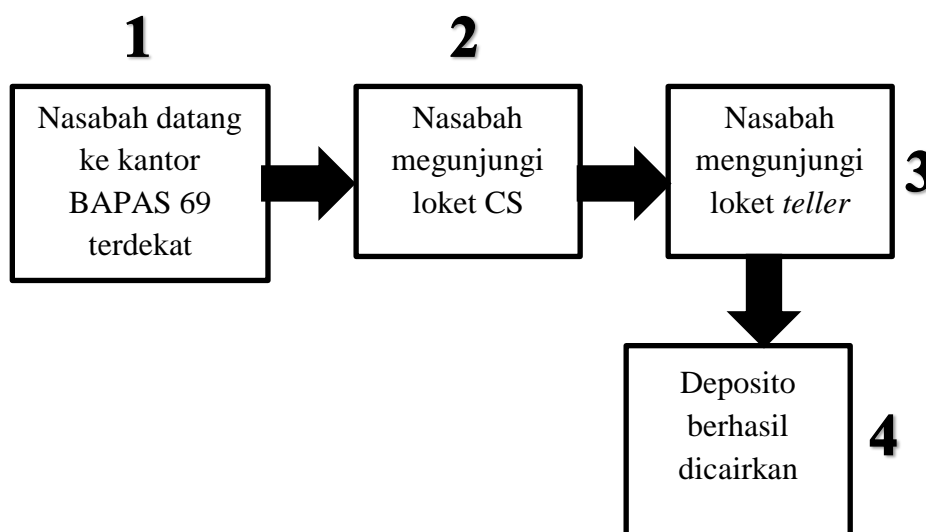 1
Nasabah datang
ke kantor
BAPAS 69
terdekat
2
Nasabah
megunjungi
loket CS
Nasabah
mengunjungi
loket teller
3
Deposito
berhasil
dicairkan
4